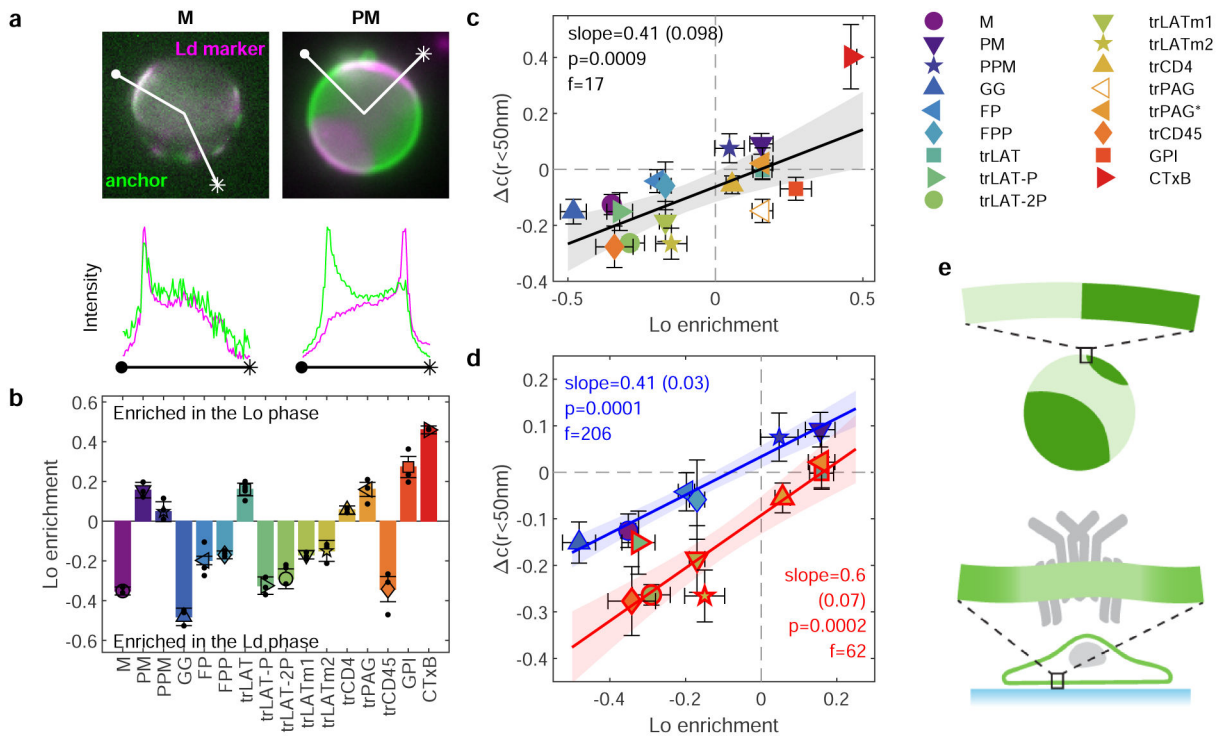 a
M
PM
Ld marker
anchor
Intensity
b
Enriched in the Lo phase
Enriched in the Ld phase
Lo enrichment
0.6
0.4
0.2
0
-0.2
-0.4
-0.6
M
PM
PPM
GG
FP
FPP
trLAT
trLAT-P
trLAT-2P
trLATm1
trLATm2
trCD4
trPAG
trCD45
GPI
CTxB
c
slope=0.41 (0.098)
p=0.0009
f=17
Δc(r<50nm)
0.4
0.2
0
-0.2
-0.4
-0.5
0
0.5
Lo enrichment
d
slope=0.41 (0.03)
p=0.0001
f=206
slope=0.6
(0.07)
p=0.0002
f=62
Δc(r<50nm)
0.2
0.1
0
-0.1
-0.2
-0.3
-0.4
-0.4
-0.2
0
0.2
Lo enrichment
M
PM
PPM
GG
FP
FPP
trLAT
trLAT-P
trLAT-2P
trLATm1
trLATm2
trCD4
trPAG
trPAG*
trCD45
GPI
CTxB
e